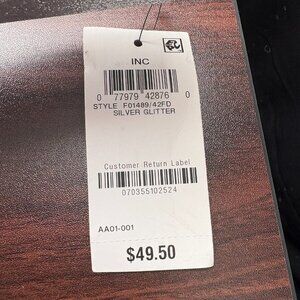 INC
0 77979 42876 0
STYLE F01489/42FD
SILVER GLITTER
Customer Return Label
070355102524
AA01-001
$49.50